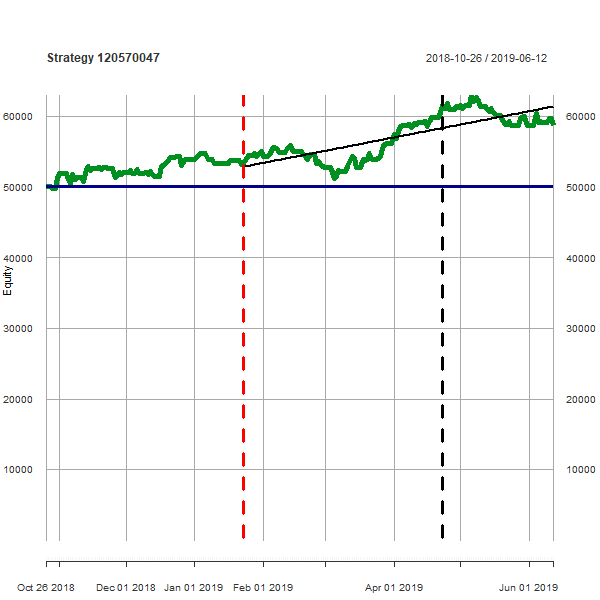 Strategy 120570047
2018-10-26 / 2019-06-12
60000
60000
50000
50000
40000
40000
Equity
30000
30000
20000
20000
10000
10000
Oct 26 2018
Dec 01 2018
Jan 01 2019
Feb 01 2019
Apr 01 2019
Jun 01 2019